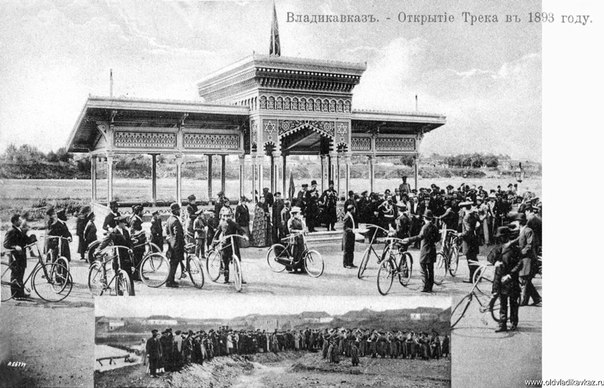 Владикавказъ. - Открытіе Трека въ 1893 году.
www.oldvladikavkaz.ru